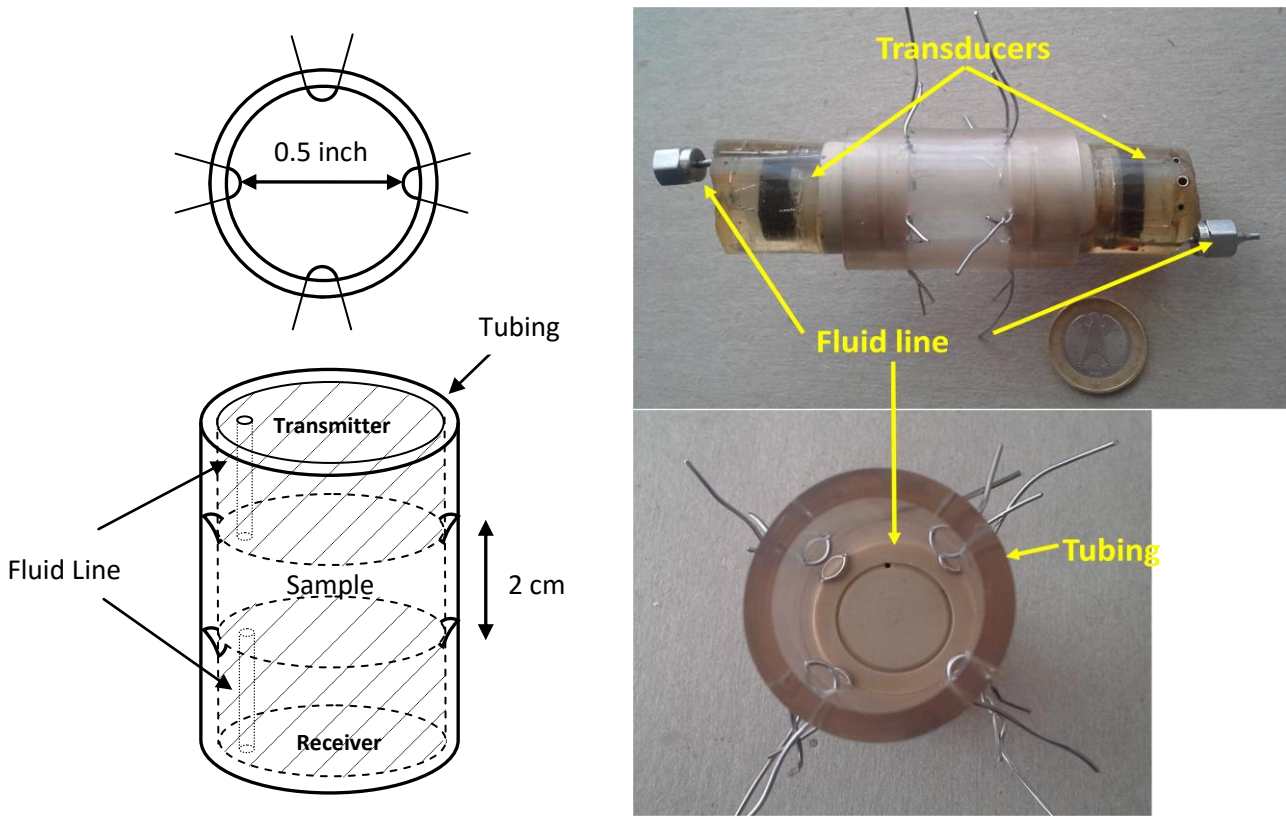 0.5 inch
Tubing
Transmitter
Fluid Line
Sample
2 cm
Receiver
Transducers
Fluid line
Tubing